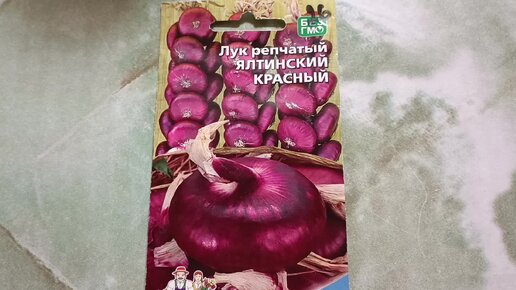 БЕЗ
ГМО
Лук репчатый
ЯЛТИНСКИЙ
КРАСНЫЙ